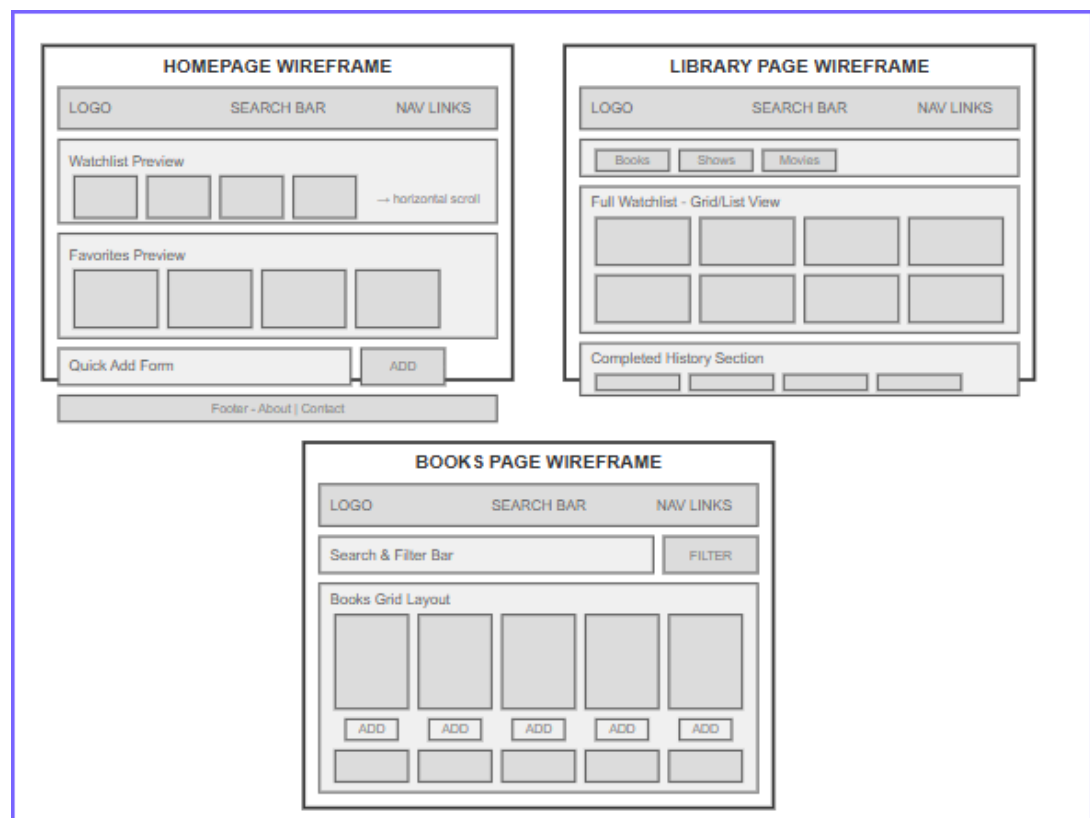 HOMEPAGE WIREFRAME
LOGO SEARCH BAR NAV LINKS
Watchlist Preview
→ horizontal scroll
Favorites Preview
Quick Add Form ADD
Footer - About | Contact
LIBRARY PAGE WIREFRAME
LOGO SEARCH BAR NAV LINKS
Books Shows Movies
Full Watchlist - Grid/List View
Completed History Section
BOOKS PAGE WIREFRAME
LOGO SEARCH BAR NAV LINKS
Search & Filter Bar FILTER
Books Grid Layout
ADD ADD ADD ADD ADD